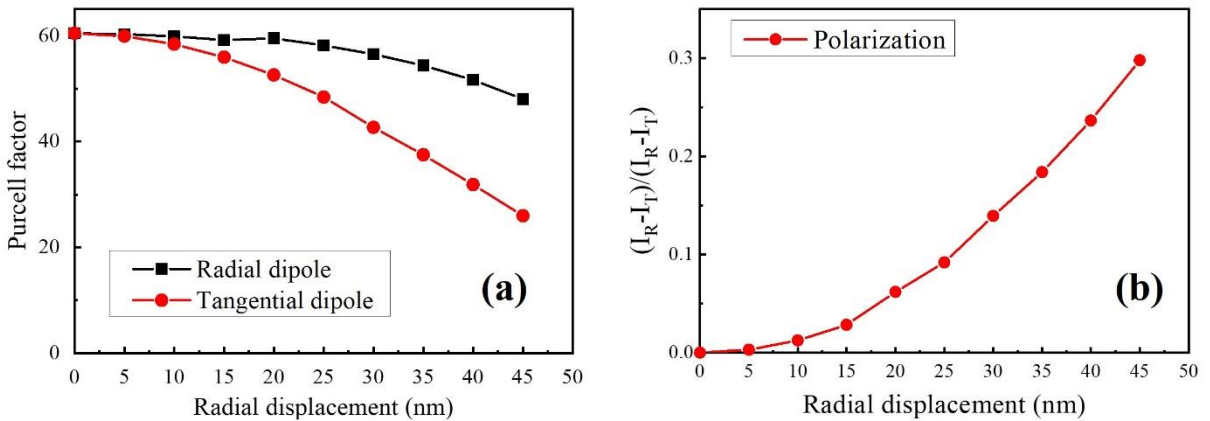 60
40
20
0
Purcell factor
Radial dipole
Tangential dipole
(a)
0 5 10 15 20 25 30 35 40 45 50
Radial displacement (nm)
Polarization
0.3
0.2
0.1
0.0
(I_R-I_T)/(I_R-I_T)
(b)
0 5 10 15 20 25 30 35 40 45 50
Radial displacement (nm)